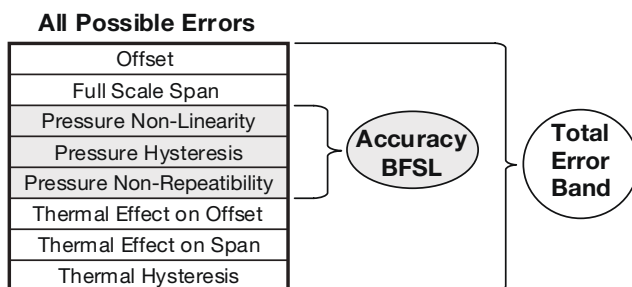 All Possible Errors
Offset
Full Scale Span
Pressure Non-Linearity
Pressure Hysteresis
Pressure Non-Repeatibility
Thermal Effect on Offset
Thermal Effect on Span
Thermal Hysteresis
Accuracy
BFSL
Total
Error
Band